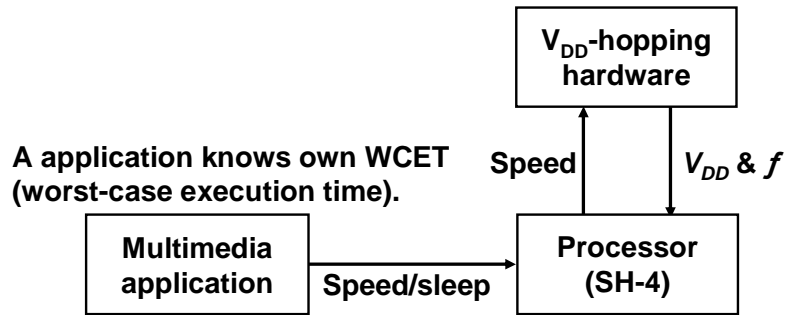 V_DD-hopping
hardware
A application knows own WCET
(worst-case execution time).
Speed
V_DD & f
Multimedia
application
Speed/sleep
Processor
(SH-4)